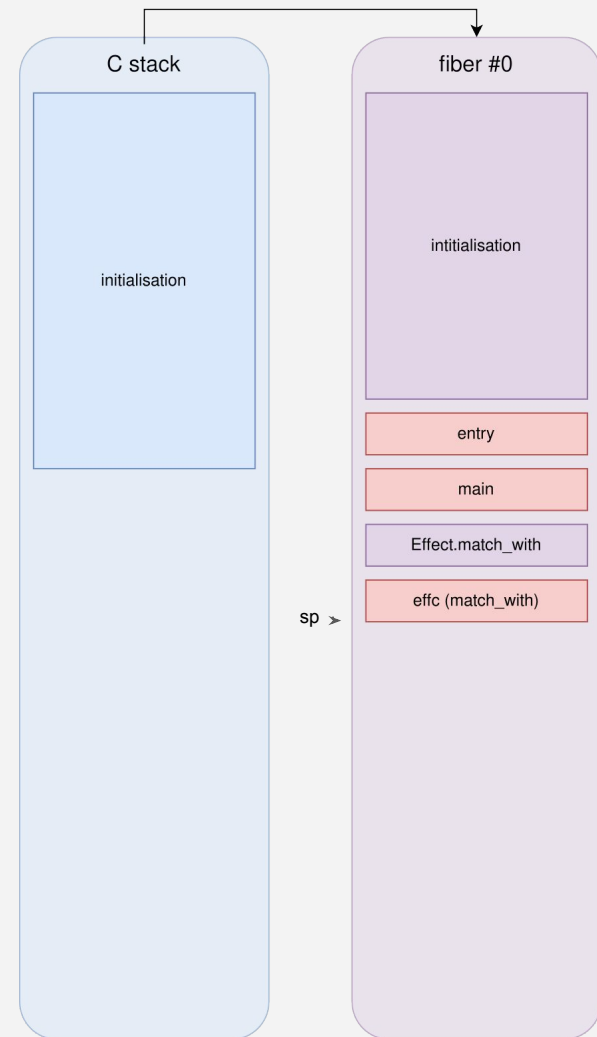 C stack
initialisation
fiber #0
intitialisation
entry
main
Effect.match_with
effc (match_with)
sp